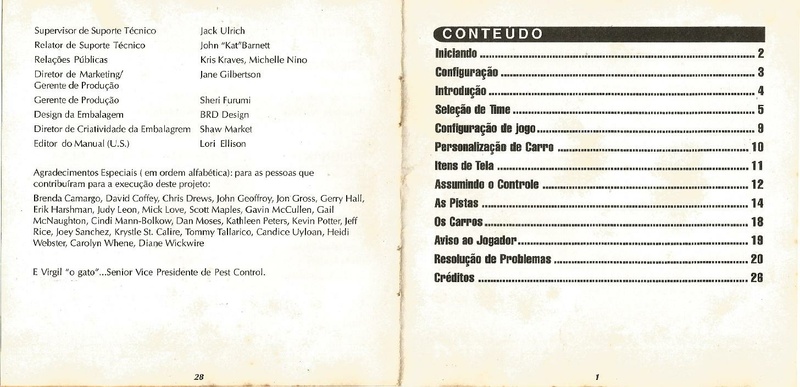 Supervisor de Suporte Técnico Jack Ulrich
Relator de Suporte Técnico John "Kat"Barnett
Relações Públicas Kris Kraves, Michelle Nino
Diretor de Marketing/ Jane Gilbertson
Gerente de Produção
Gerente de Produção Sheri Furumi
Design da Embalagem BRD Design
Diretor de Criatividade da Embalagem Shaw Market
Editor do Manual (U.S.) Lori Ellison
Agradecimentos Especiais ( em ordem alfabética): para as pessoas que
contribuíram para a execução deste projeto:
Brenda Camargo, David Coffey, Chris Drews, John Geoffroy, Jon Gross, Gerry Hall,
Erik Harshman, Judy Leon, Mick Love, Scott Maples, Gavin McCullen, Gail
McNaughton, Cindi Mann-Bolkow, Dan Moses, Kathleen Peters, Kevin Potter, Jeff
Rice, Joey Sanchez, Krystle St. Calire, Tommy Tallarico, Candice Uyloan, Heidi
Webster, Carolyn Whene, Diane Wickwire
E Virgil "o gato"...Senior Vice Presidente de Pest Control.
28
CONTEÚDO
Iniciando 2
Configuração 3
Introdução 4
Seleção de Time 5
Configuração de jogo 9
Personalização de Carro 10
Itens de Tela 11
Assumindo o Controle 12
As Pistas 14
Os Carros 18
Aviso ao Jogador 19
Resolução de Problemas 20
Créditos 26
1